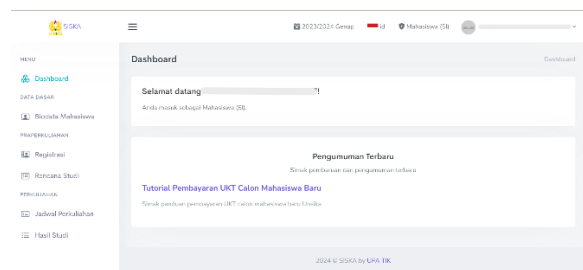 SISKA
2023/2024 Genap
id
Mahasiswa (S1)
MENU
Dashboard
DATA DASAR
Biodata Mahasiswa
PRAPERKULIAHAN
Registrasi
Rencana Studi
PERKULIAHAN
Jadwal Perkuliahan
Hasil Studi
Dashboard
Dashboard
Selamat datang "!
Anda masuk sebagai Mahasiswa (S1).
Pengumuman Terbaru
Simak pembaruan dan pengumuman terbaru
Tutorial Pembayaran UKT Calon Mahasiswa Baru
Simak panduan pembayaran UKT calon mahasiswa baru Unsika
2024 © SISKA by UPA TIK